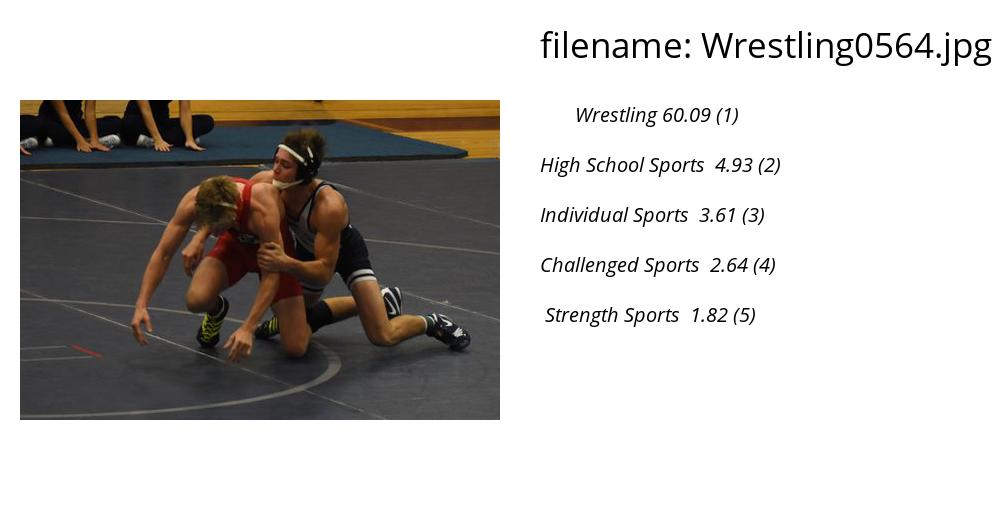 filename: Wrestling0564.jpg
Wrestling 60.09 (1)
High School Sports 4.93 (2)
Individual Sports 3.61 (3)
Challenged Sports 2.64 (4)
Strength Sports 1.82 (5)